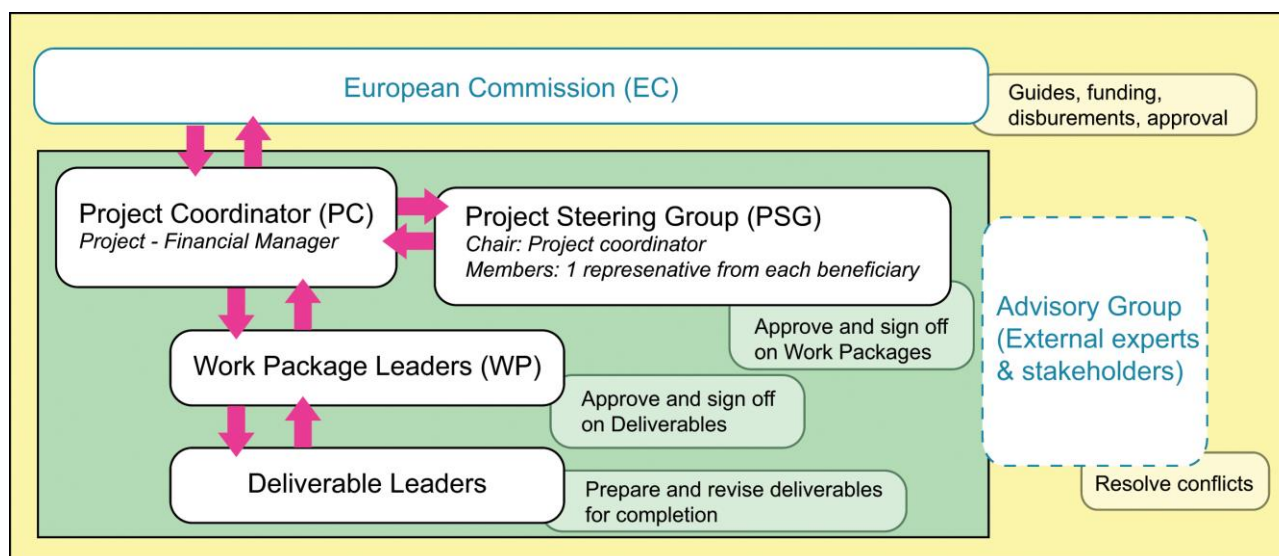 European Commission (EC)
Guides, funding,
disburements, approval
Project Coordinator (PC)
Project - Financial Manager
Project Steering Group (PSG)
Chair: Project coordinator
Members: 1 represenative from each beneficiary
Approve and sign off
on Work Packages
Advisory Group
(External experts
& stakeholders)
Resolve conflicts
Work Package Leaders (WP)
Approve and sign off
on Deliverables
Deliverable Leaders
Prepare and revise deliverables
for completion